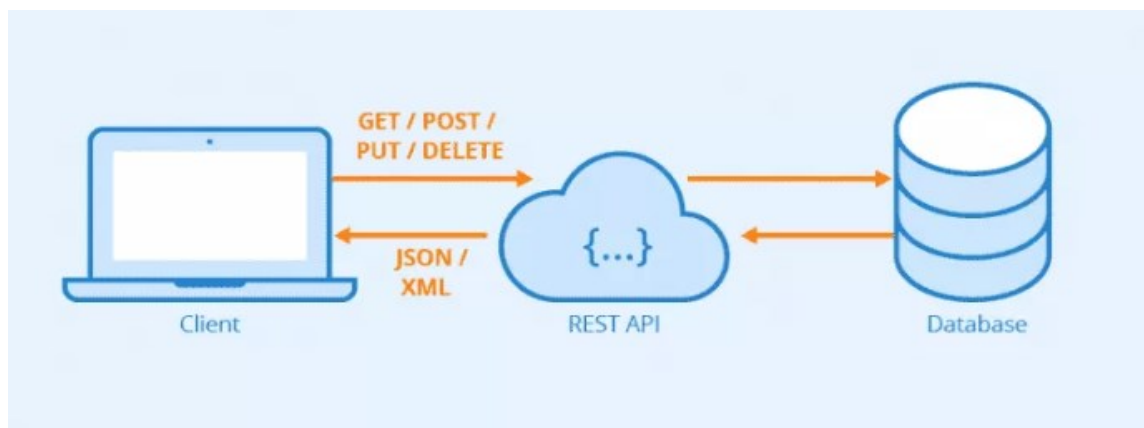 GET / POST /
PUT / DELETE
{...}
JSON /
XML
Client
REST API
Database